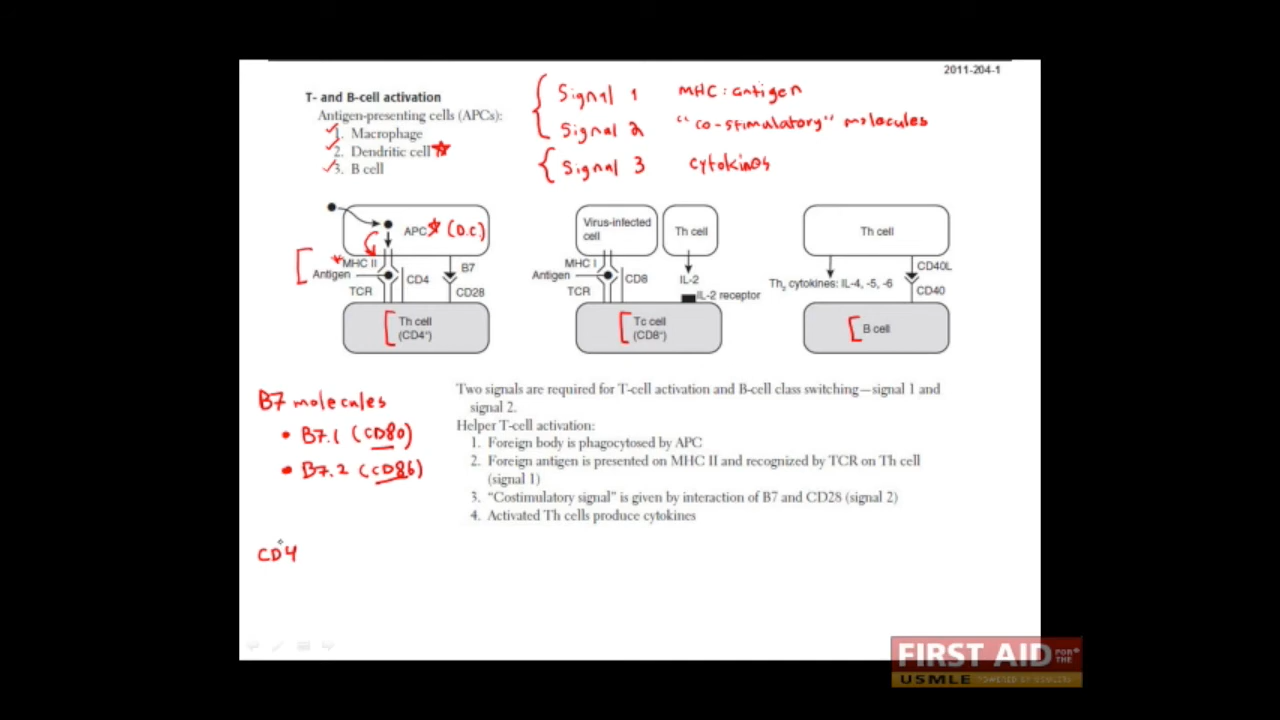 2011-204-1
T- and B-cell activation
Antigen-presenting cells (APCs):
1. Macrophage
2. Dendritic cell
3. B cell
Signal 1 MHC: antigen
Signal 2 "co-stimulatory" molecules
Signal 3 cytokines
APC (D.C.)
MHC II
B7
Antigen
CD4
TCR
CD28
Th cell
(CD4+)
Virus-infected
cell
Th cell
MHC I
Antigen
CD8
IL-2
TCR
IL-2 receptor
Tc cell
(CD8+)
Th cell
CD40L
Th2 cytokines: IL-4, -5, -6
CD40
B cell
B7 molecules
• B7.1 (CD80)
• B7.2 (CD86)
CD4
Two signals are required for T-cell activation and B-cell class switching—signal 1 and
signal 2.
Helper T-cell activation:
1. Foreign body is phagocytosed by APC
2. Foreign antigen is presented on MHC II and recognized by TCR on Th cell
(signal 1)
3. "Costimulatory signal" is given by interaction of B7 and CD28 (signal 2)
4. Activated Th cells produce cytokines
FIRST AID FOR THE®
USMLE